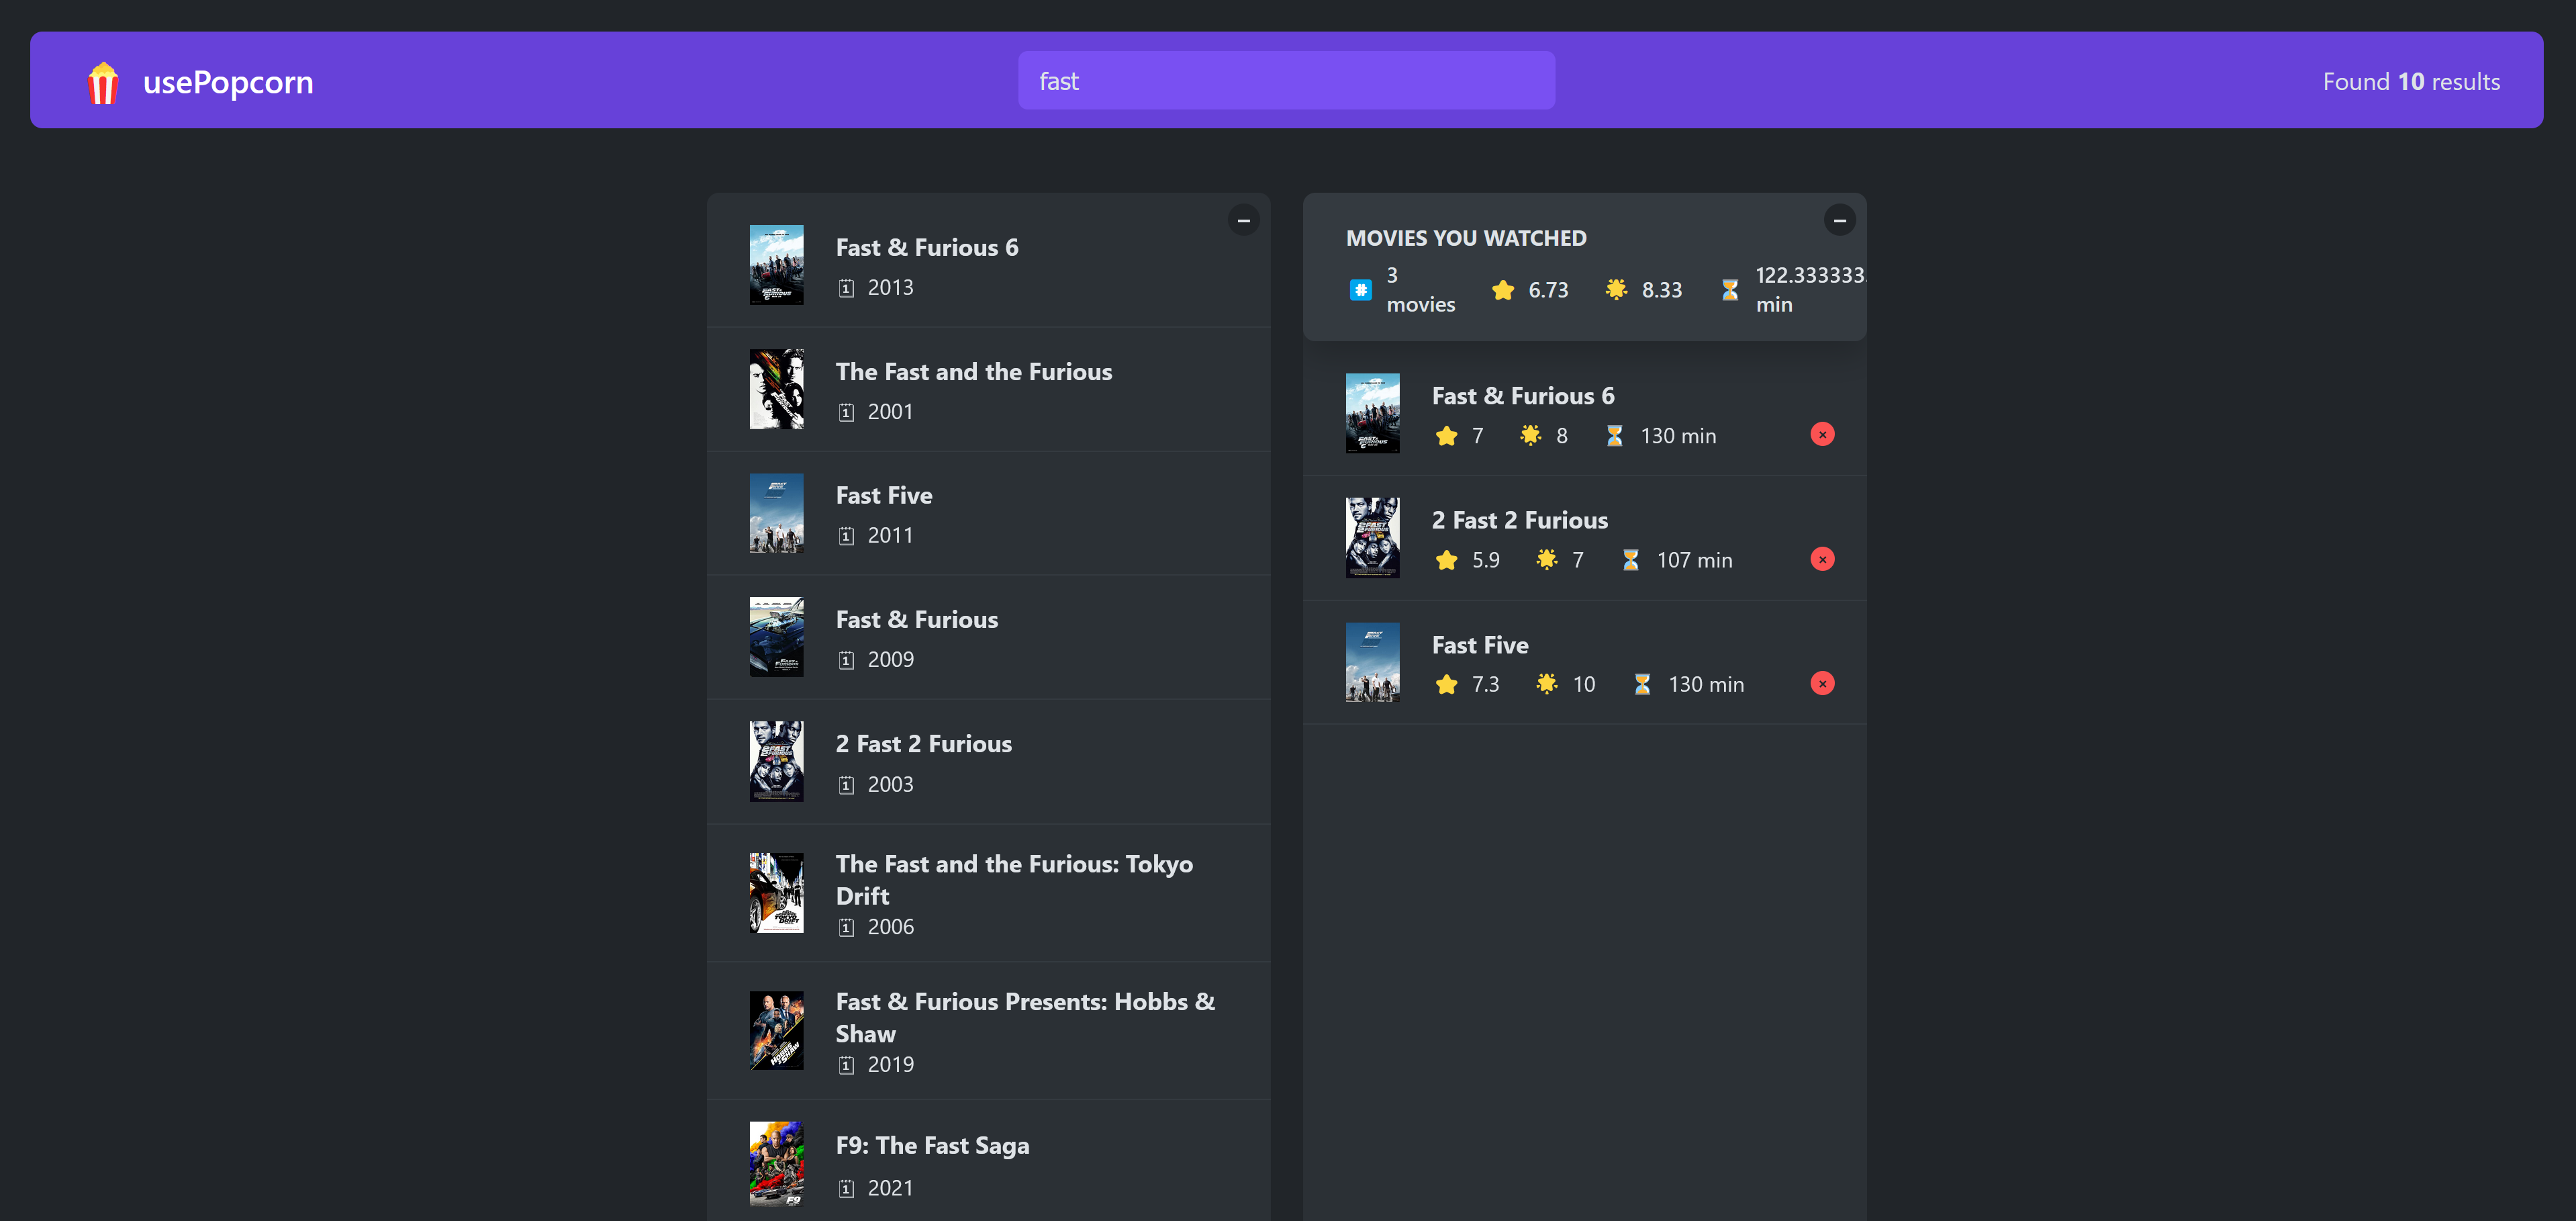 usePopcorn
fast
Found 10 results
Fast & Furious 6
2013
The Fast and the Furious
2001
Fast Five
2011
Fast & Furious
2009
2 Fast 2 Furious
2003
The Fast and the Furious: Tokyo
Drift
2006
Fast & Furious Presents: Hobbs &
Shaw
2019
F9: The Fast Saga
2021
MOVIES YOU WATCHED
3 movies 6.73 8.33 122.333333. min
Fast & Furious 6
7 8 130 min
2 Fast 2 Furious
5.9 7 107 min
Fast Five
7.3 10 130 min